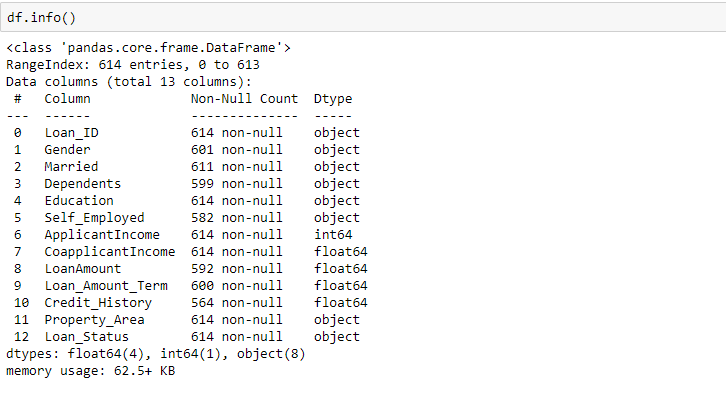 df.info()
<class 'pandas.core.frame.DataFrame'>
RangeIndex: 614 entries, 0 to 613
Data columns (total 13 columns):
 #   Column             Non-Null Count  Dtype
---  ------             --------------  -----
 0   Loan_ID            614 non-null    object
 1   Gender             601 non-null    object
 2   Married            611 non-null    object
 3   Dependents         599 non-null    object
 4   Education          614 non-null    object
 5   Self_Employed      582 non-null    object
 6   ApplicantIncome    614 non-null    int64
 7   CoapplicantIncome  614 non-null    float64
 8   LoanAmount         592 non-null    float64
 9   Loan_Amount_Term   600 non-null    float64
 10  Credit_History     564 non-null    float64
 11  Property_Area      614 non-null    object
 12  Loan_Status        614 non-null    object
dtypes: float64(4), int64(1), object(8)
memory usage: 62.5+ KB